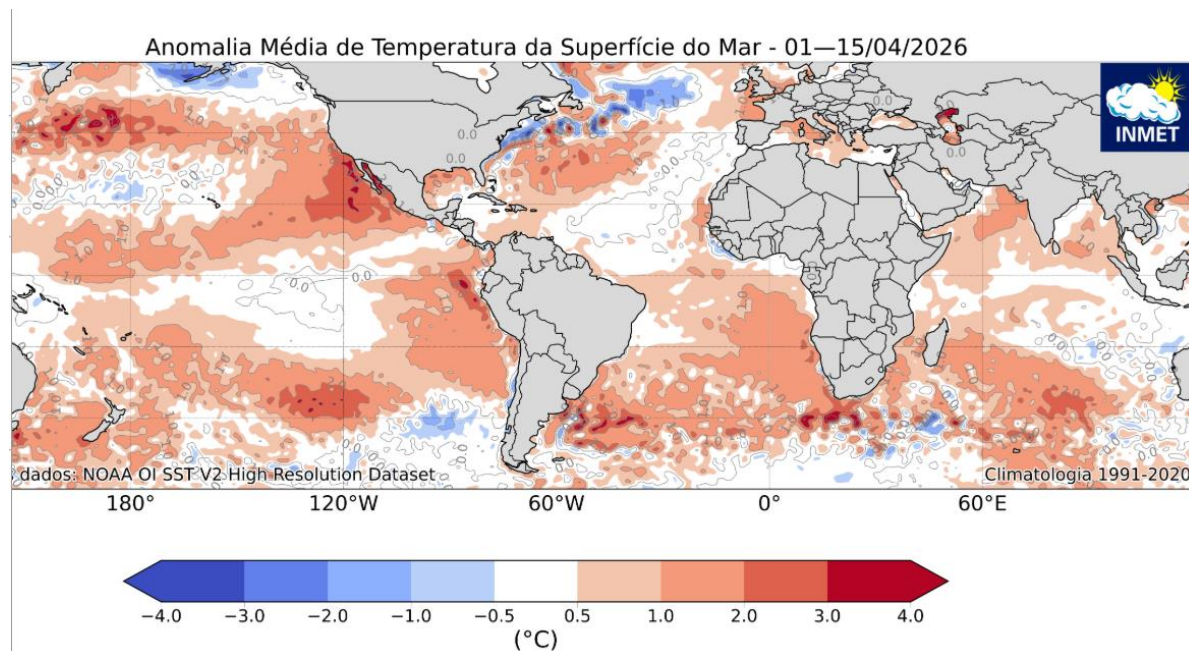 Anomalia Média de Temperatura da Superfície do Mar - 01—15/04/2026
INMET
dados: NOAA OI SST V2 High Resolution Dataset
Climatologia 1991-2020
180 120°W 60°W 0° 60°E
−4.0 −3.0 −2.0 −1.0 −0.5 0.5 1.0 2.0 3.0 4.0
(°C)